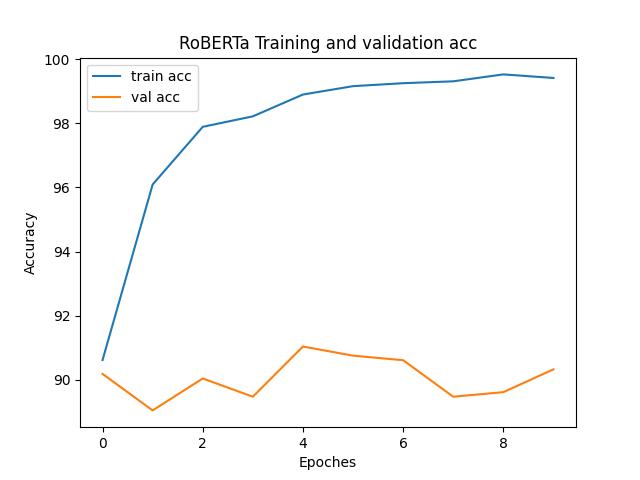 RoBERTa Training and validation acc
train acc
val acc
100
98
96
94
92
90
Accuracy
0 2 4 6 8
Epoches